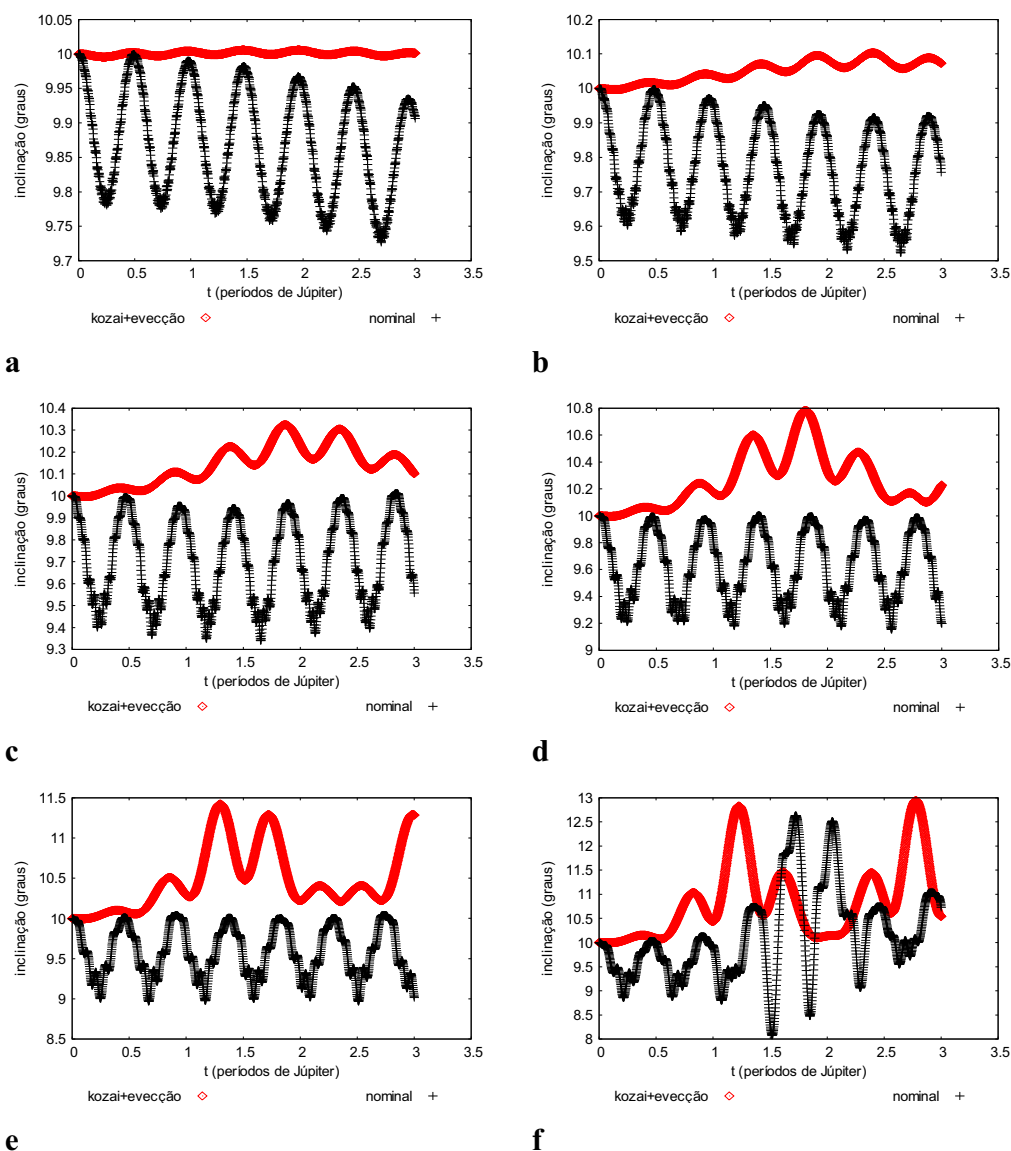 10.05
10
9.95
9.9
9.85
9.8
9.75
9.7
inclinação (graus)
0 0.5 1 1.5 2 2.5 3 3.5
t (períodos de Júpiter)
kozai+evecção nominal
a
10.2
10.1
10
9.9
9.8
9.7
9.6
9.5
inclinação (graus)
0 0.5 1 1.5 2 2.5 3 3.5
t (períodos de Júpiter)
kozai+evecção nominal
b
10.4
10.3
10.2
10.1
10
9.9
9.8
9.7
9.6
9.5
9.4
9.3
inclinação (graus)
0 0.5 1 1.5 2 2.5 3 3.5
t (períodos de Júpiter)
kozai+evecção nominal
c
10.8
10.6
10.4
10.2
10
9.8
9.6
9.4
9.2
9
inclinação (graus)
0 0.5 1 1.5 2 2.5 3 3.5
t (períodos de Júpiter)
kozai+evecção nominal
d
11.5
11
10.5
10
9.5
9
8.5
inclinação (graus)
0 0.5 1 1.5 2 2.5 3 3.5
t (períodos de Júpiter)
kozai+evecção nominal
e
13
12.5
12
11.5
11
10.5
10
9.5
9
8.5
8
inclinação (graus)
0 0.5 1 1.5 2 2.5 3 3.5
t (períodos de Júpiter)
kozai+evecção nominal
f